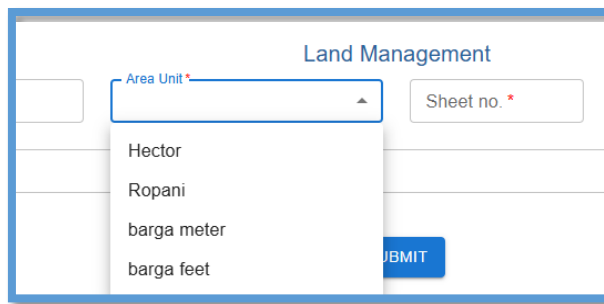 Land Management
Area Unit *
Sheet no. *
Hector
Ropani
barga meter
barga feet
UBMIT